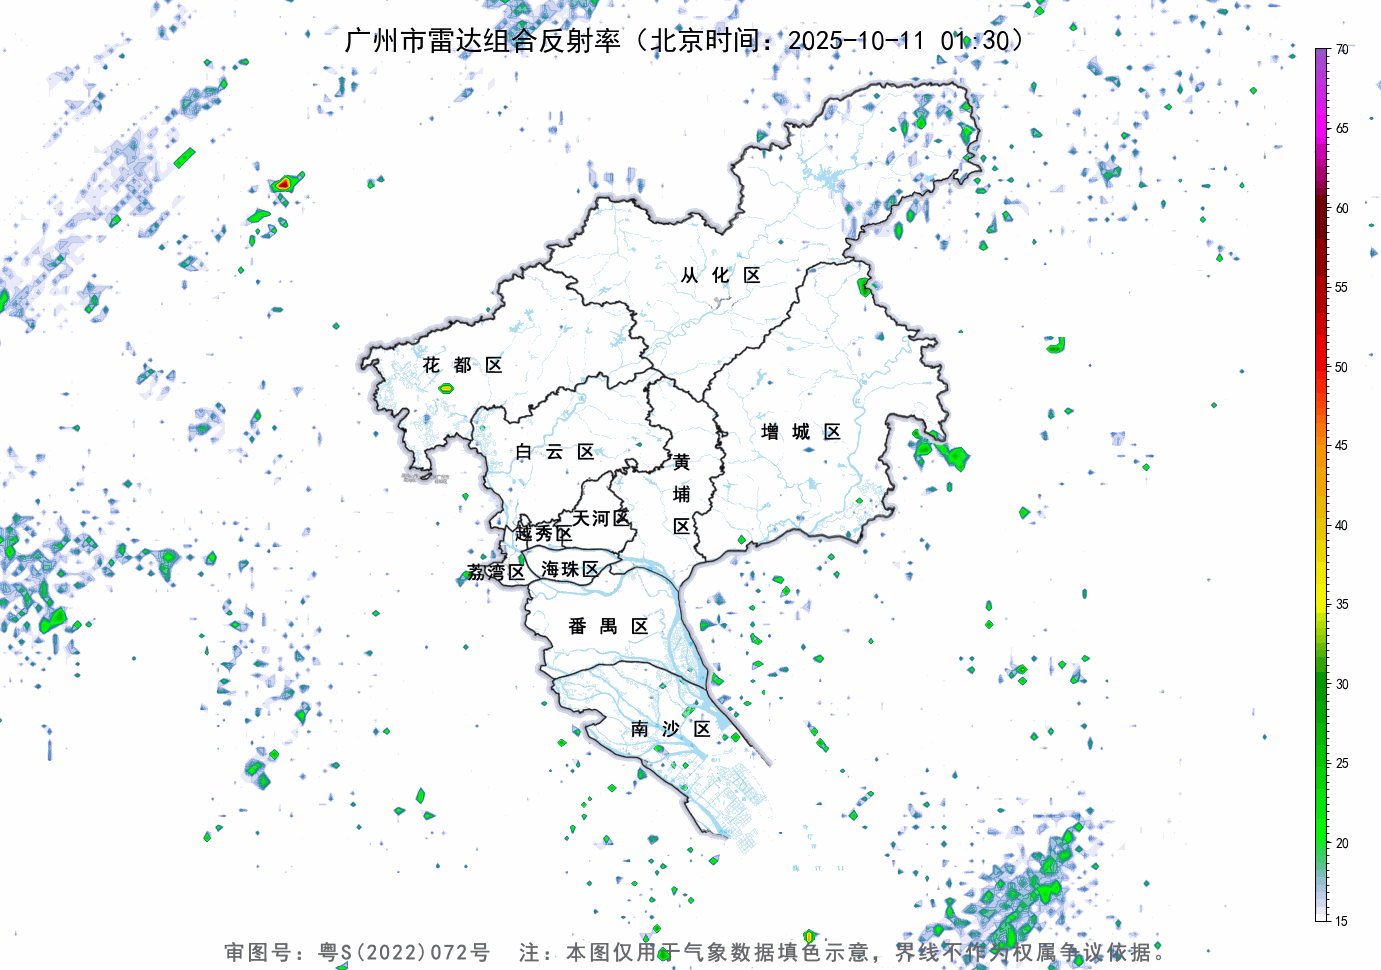 广州市雷达组合反射率（北京时间：2025-10-11 01:30）
70
65
60
55
50
45
40
35
30
25
20
15
从化区
花都区
增城区
白云区
黄埔区
天河区
越秀区
荔湾区
海珠区
番禺区
南沙区
审图号：粤S(2022)072号 注：本图仅用于气象数据填色示意，界线不作为权属争议依据。